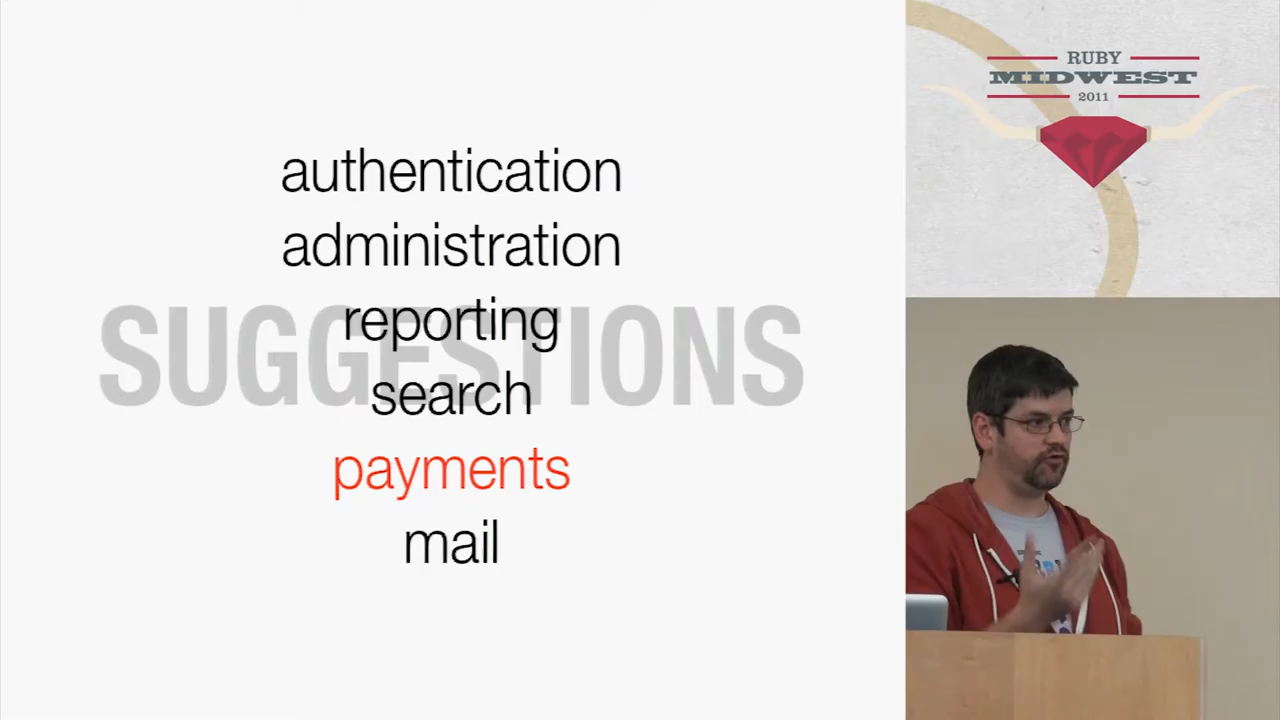 authentication
administration
reporting
SUGGESTIONS
search
payments
mail
RUBY
MIDWEST
2011